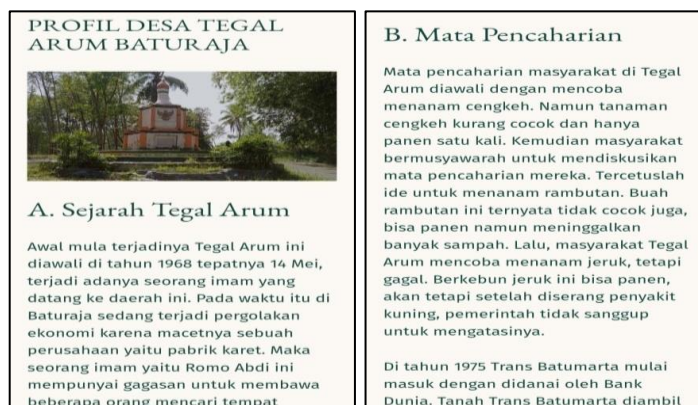 PROFIL DESA TEGAL
ARUM BATURAJA
A. Sejarah Tegal Arum
Awal mula terjadinya Tegal Arum ini
diawali di tahun 1968 tepatnya 14 Mei,
terjadi adanya seorang imam yang
datang ke daerah ini. Pada waktu itu di
Baturaja sedang terjadi pergolakan
ekonomi karena macetnya sebuah
perusahaan yaitu pabrik karet. Maka
seorang imam yaitu Romo Abdi ini
mempunyai gagasan untuk membawa
beberapa orang mencari tempat
B. Mata Pencaharian
Mata pencaharian masyarakat di Tegal
Arum diawali dengan mencoba
menanam cengkeh. Namun tanaman
cengkeh kurang cocok dan hanya
panen satu kali. Kemudian masyarakat
bermusyawarah untuk mendiskusikan
mata pencaharian mereka. Tercetuslah
ide untuk menanam rambutan. Buah
rambutan ini ternyata tidak cocok juga,
bisa panen namun meninggalkan
banyak sampah. Lalu, masyarakat Tegal
Arum mencoba menanam jeruk, tetapi
gagal. Berkebun jeruk ini bisa panen,
akan tetapi setelah diserang penyakit
kuning, pemerintah tidak sanggup
untuk mengatasinya.
Di tahun 1975 Trans Batumarta mulai
masuk dengan didanai oleh Bank
Dunia. Tanah Trans Batumarta diambil